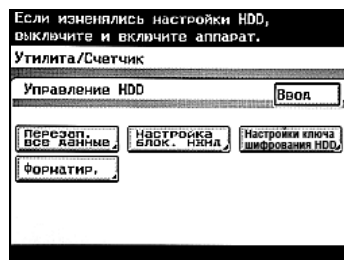 Если изменялись настройки HDD,
выключите и включите аппарат.
Утилита/Счетчик
Управление HDD
Ввод
Перезап.
все данные
Настройка
блок. НЖМД
Настройки ключа
шифрования HDD
Форматир.